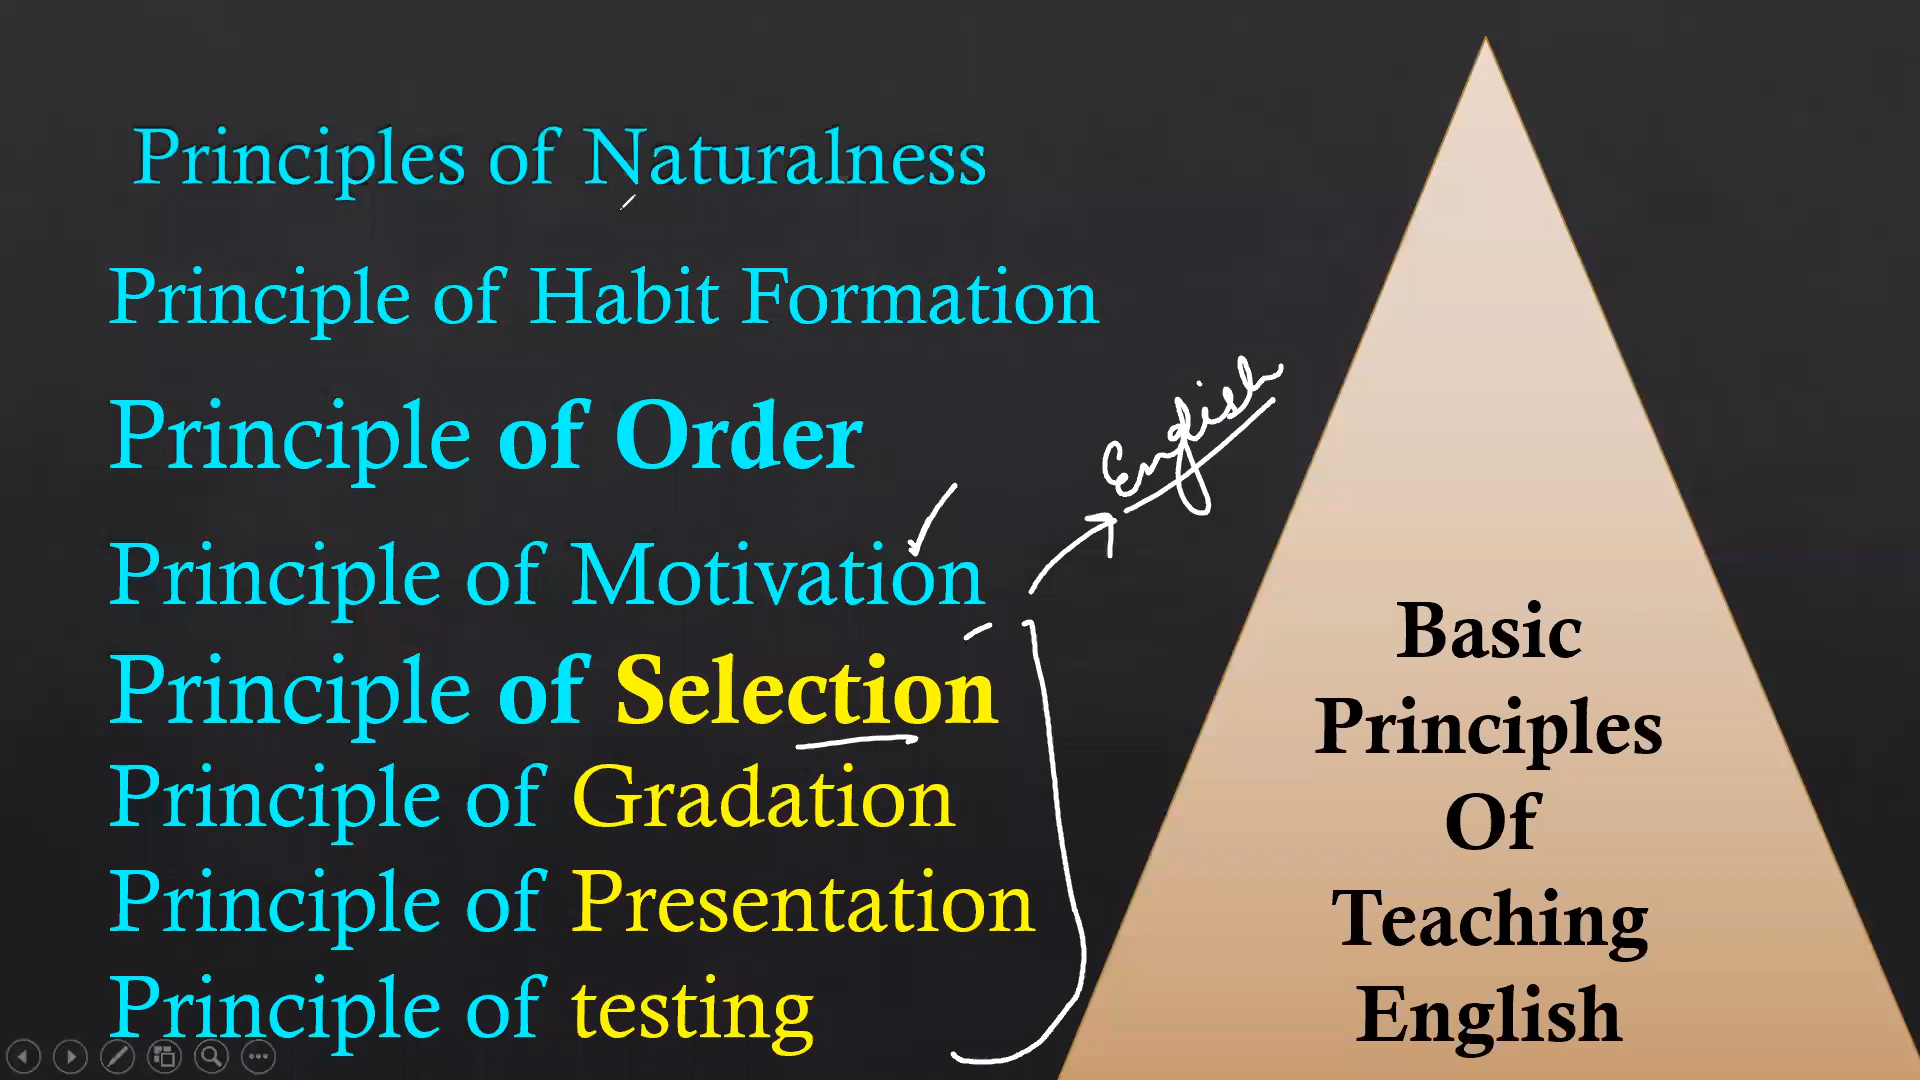 Principles of Naturalness
Principle of Habit Formation
Principle of Order
Principle of Motivation
Principle of Selection
Principle of Gradation
Principle of Presentation
Principle of testing
English
Basic
Principles
Of
Teaching
English